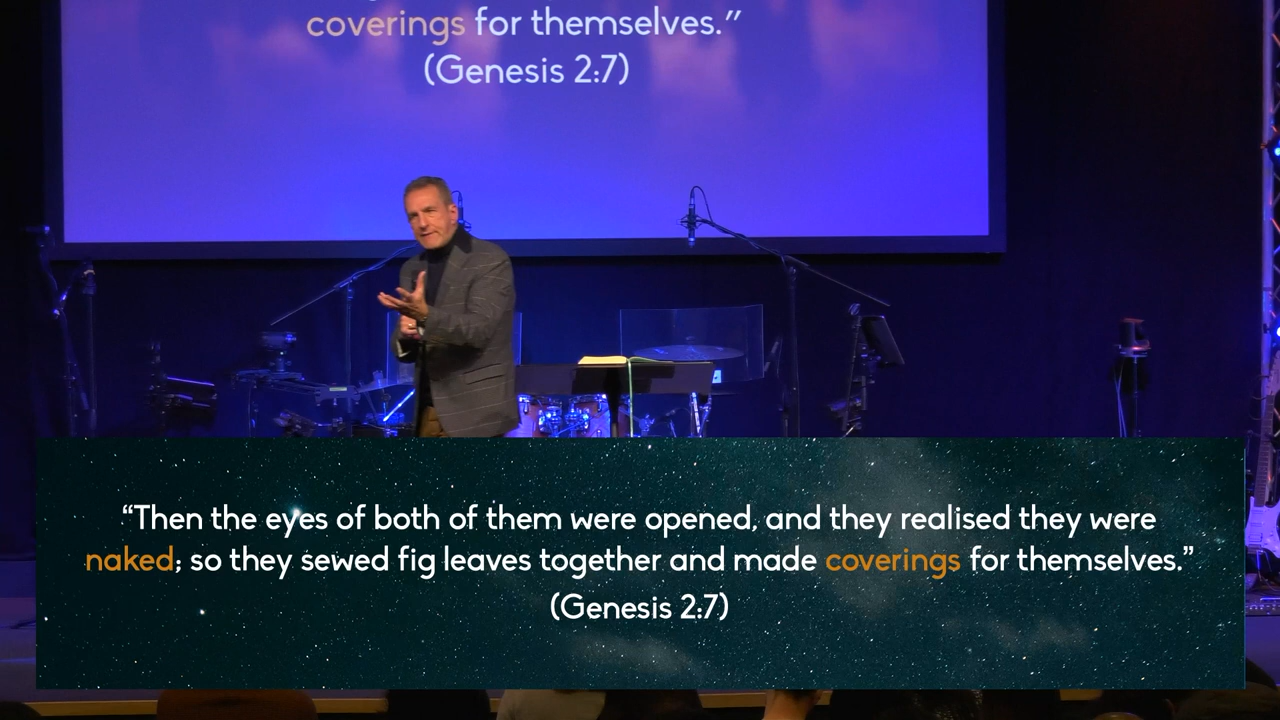 coverings for themselves.”
(Genesis 2:7)
“Then the eyes of both of them were opened, and they realised they were
naked; so they sewed fig leaves together and made coverings for themselves.”
(Genesis 2:7)